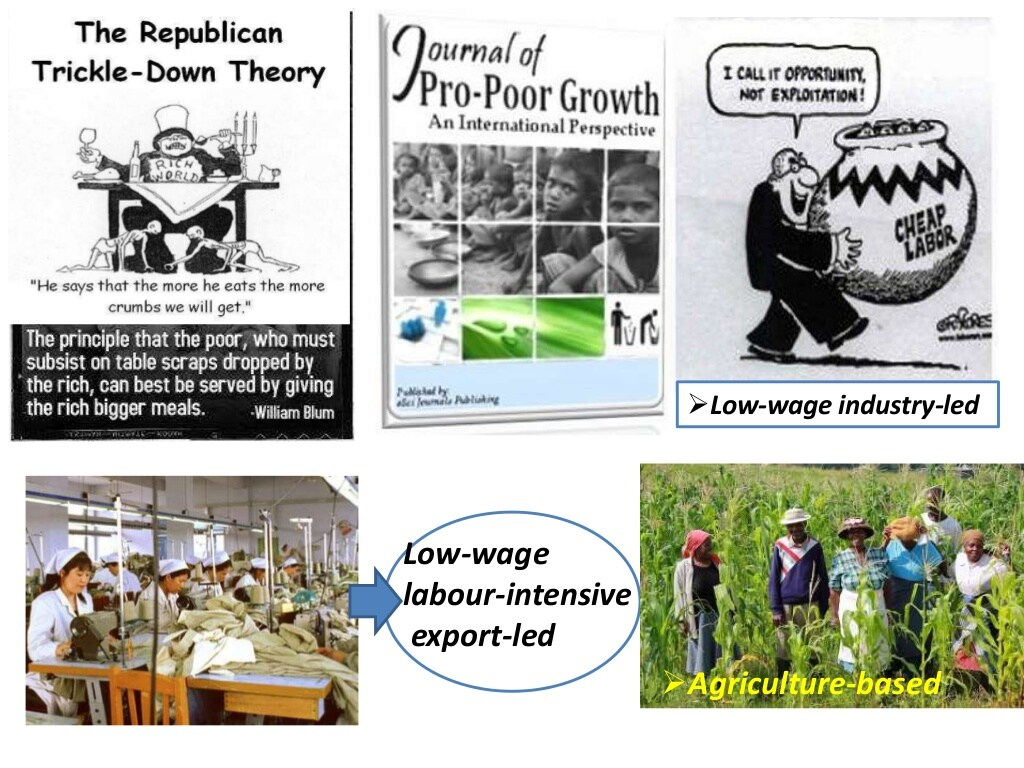 The Republican
Trickle-Down Theory
RICH
WORLD
"He says that the more he eats the more
crumbs we will get."
The principle that the poor, who must
subsist on table scraps dropped by
the rich, can best be served by giving
the rich bigger meals.
-William Blum
Journal of
Pro-Poor Growth
An International Perspective
Published by:
eSci Journals Publishing
I CALL IT OPPORTUNITY,
NOT EXPLOITATION!
CHEAP
LABOR
➢Low-wage industry-led
Low-wage
labour-intensive
export-led
➢Agriculture-based